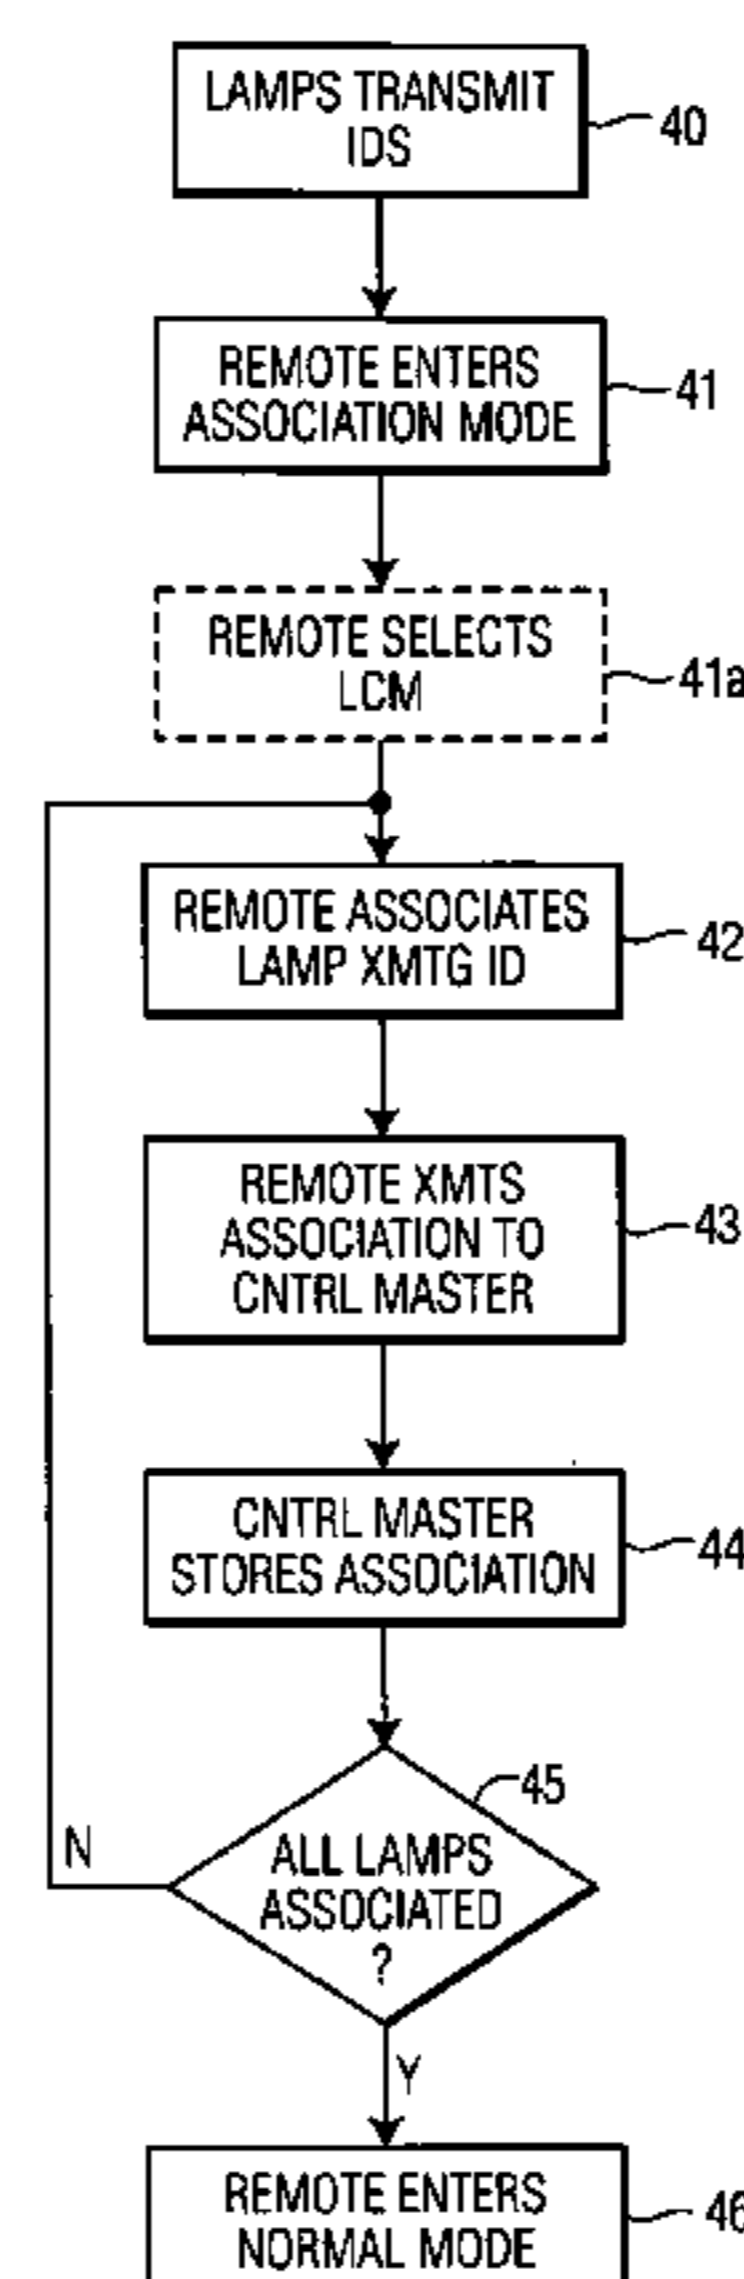 LAMPS TRANSMIT
IDS
40
REMOTE ENTERS
ASSOCIATION MODE
41
REMOTE SELECTS
LCM
41a
REMOTE ASSOCIATES
LAMP XMTG ID
42
REMOTE XMTS
ASSOCIATION TO
CNTRL MASTER
43
CNTRL MASTER
STORES ASSOCIATION
44
45
N
ALL LAMPS
ASSOCIATED
?
Y
REMOTE ENTERS
NORMAL MODE
46